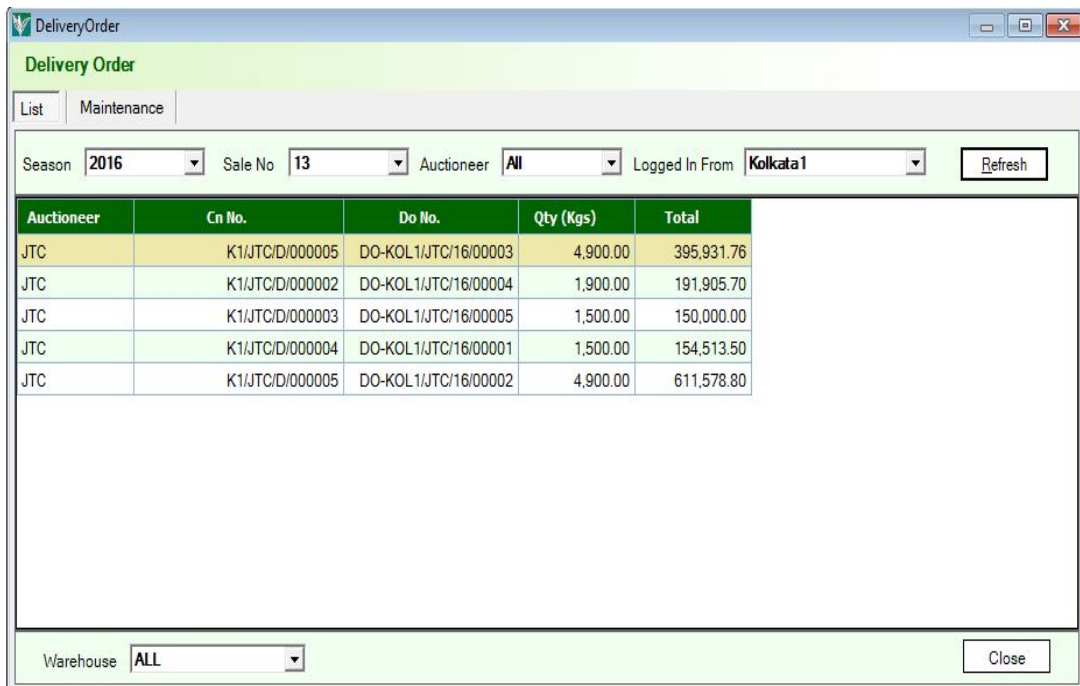 DeliveryOrder
Delivery Order
List Maintenance
Season 2016 Sale No 13 Auctioneer All Logged In From Kolkata1 Refresh
Auctioneer Cn No. Do No. Qty (Kgs) Total
JTC K1/JTC/D/000005 DO-KOL1/JTC/16/00003 4,900.00 395,931.76
JTC K1/JTC/D/000002 DO-KOL1/JTC/16/00004 1,900.00 191,905.70
JTC K1/JTC/D/000003 DO-KOL1/JTC/16/00005 1,500.00 150,000.00
JTC K1/JTC/D/000004 DO-KOL1/JTC/16/00001 1,500.00 154,513.50
JTC K1/JTC/D/000005 DO-KOL1/JTC/16/00002 4,900.00 611,578.80
Warehouse ALL Close